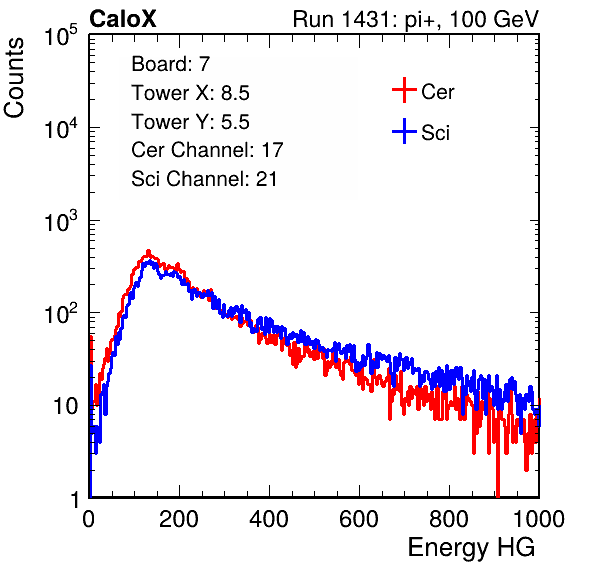 CaloX Run 1431: pi+, 100 GeV
Counts
Board: 7
Tower X: 8.5
Tower Y: 5.5
Cer Channel: 17
Sci Channel: 21
Cer
Sci
10^5
10^4
10^3
10^2
10
1
0 200 400 600 800 1000
Energy HG